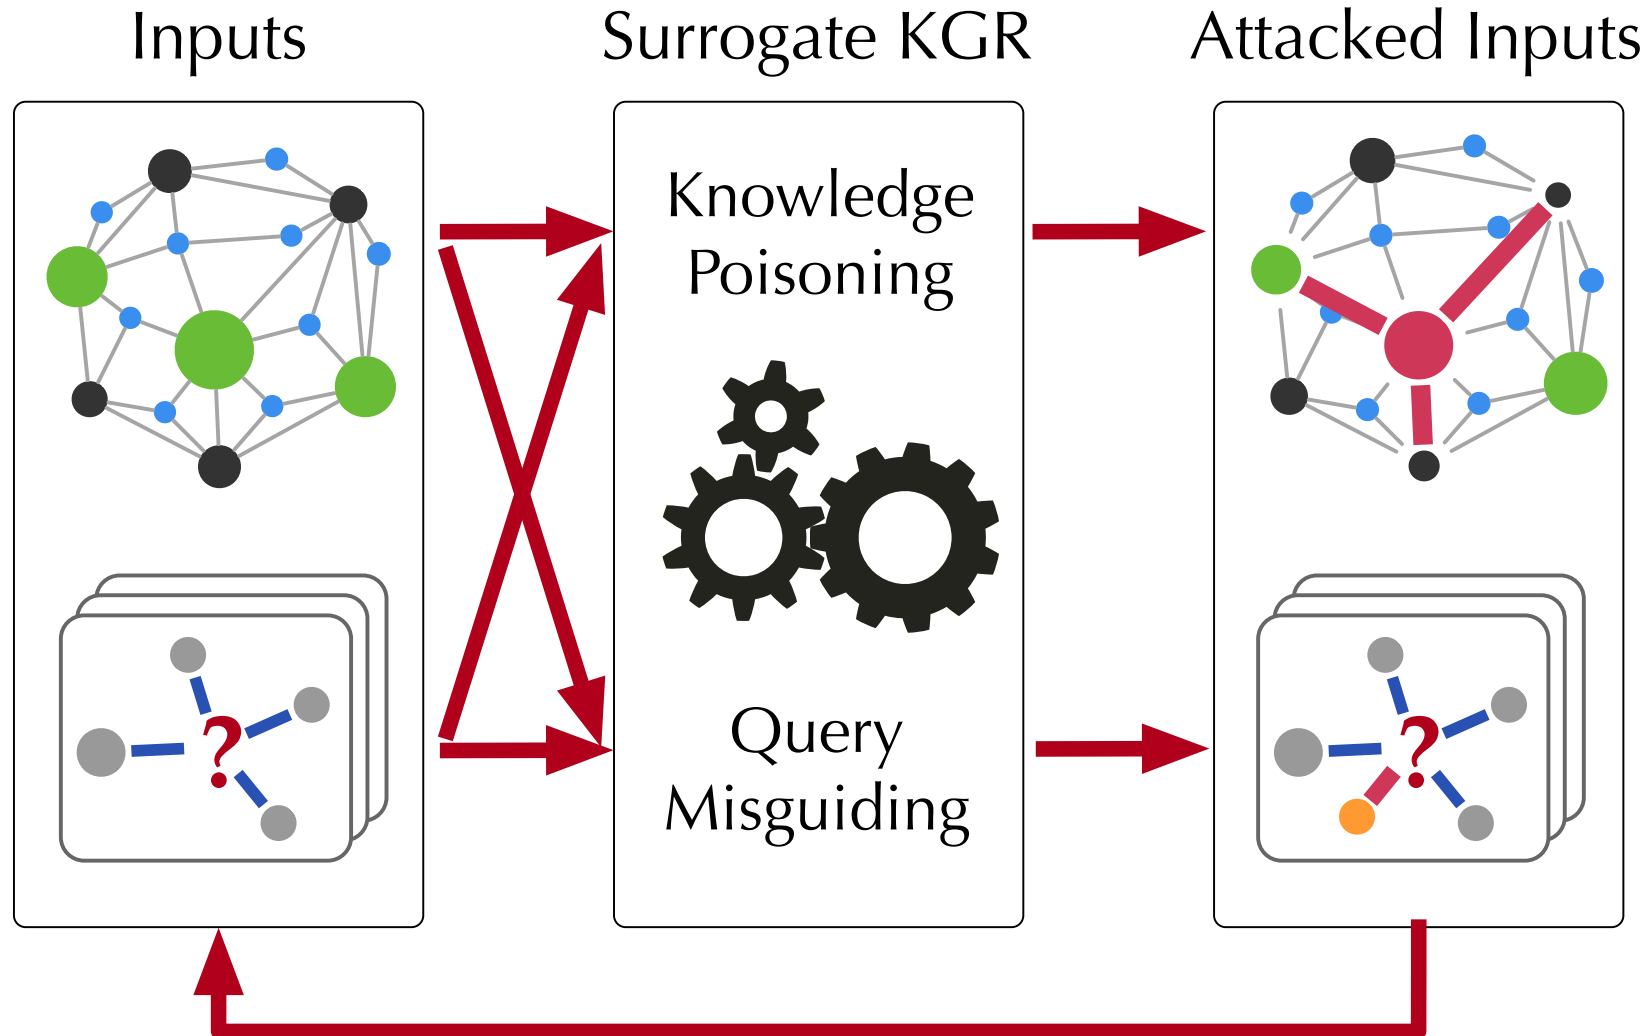 Inputs
Surrogate KGR
Attacked Inputs
Knowledge
Poisoning
Query
Misguiding
?
?